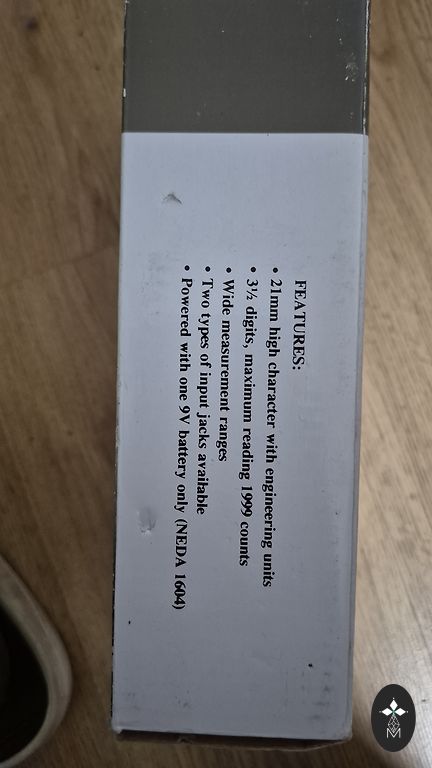 FEATURES:
• 21mm high character with engineering units
• 3½ digits, maximum reading 1999 counts
• Wide measurement ranges
• Two types of input jacks available
• Powered with one 9V battery only (NEDA 1604)
M